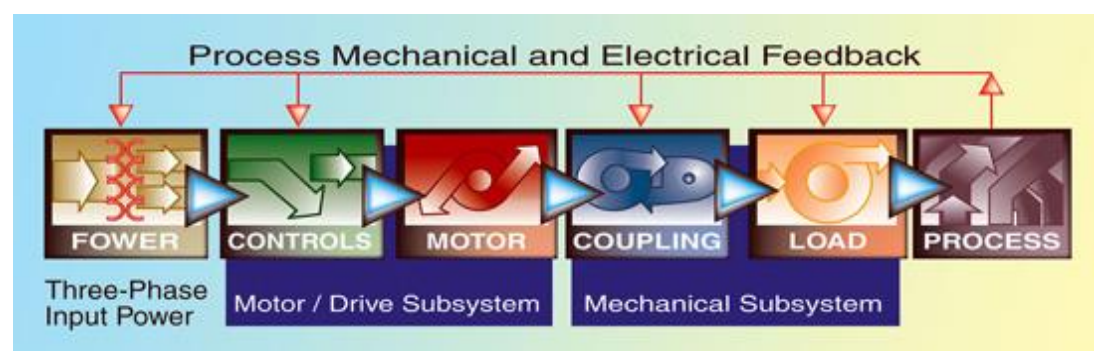 Process Mechanical and Electrical Feedback
FOWER CONTROLS MOTOR COUPLING LOAD PROCESS
Three-Phase
Input Power
Motor / Drive Subsystem
Mechanical Subsystem